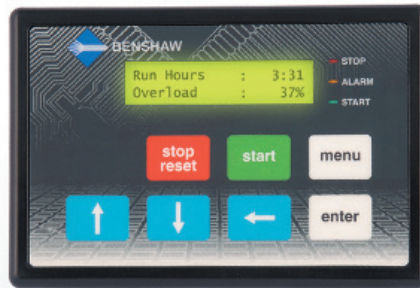 BENSHAW
Run Hours : 3:31
Overload : 37%
STOP
ALARM
START
stop
reset
start
menu
enter